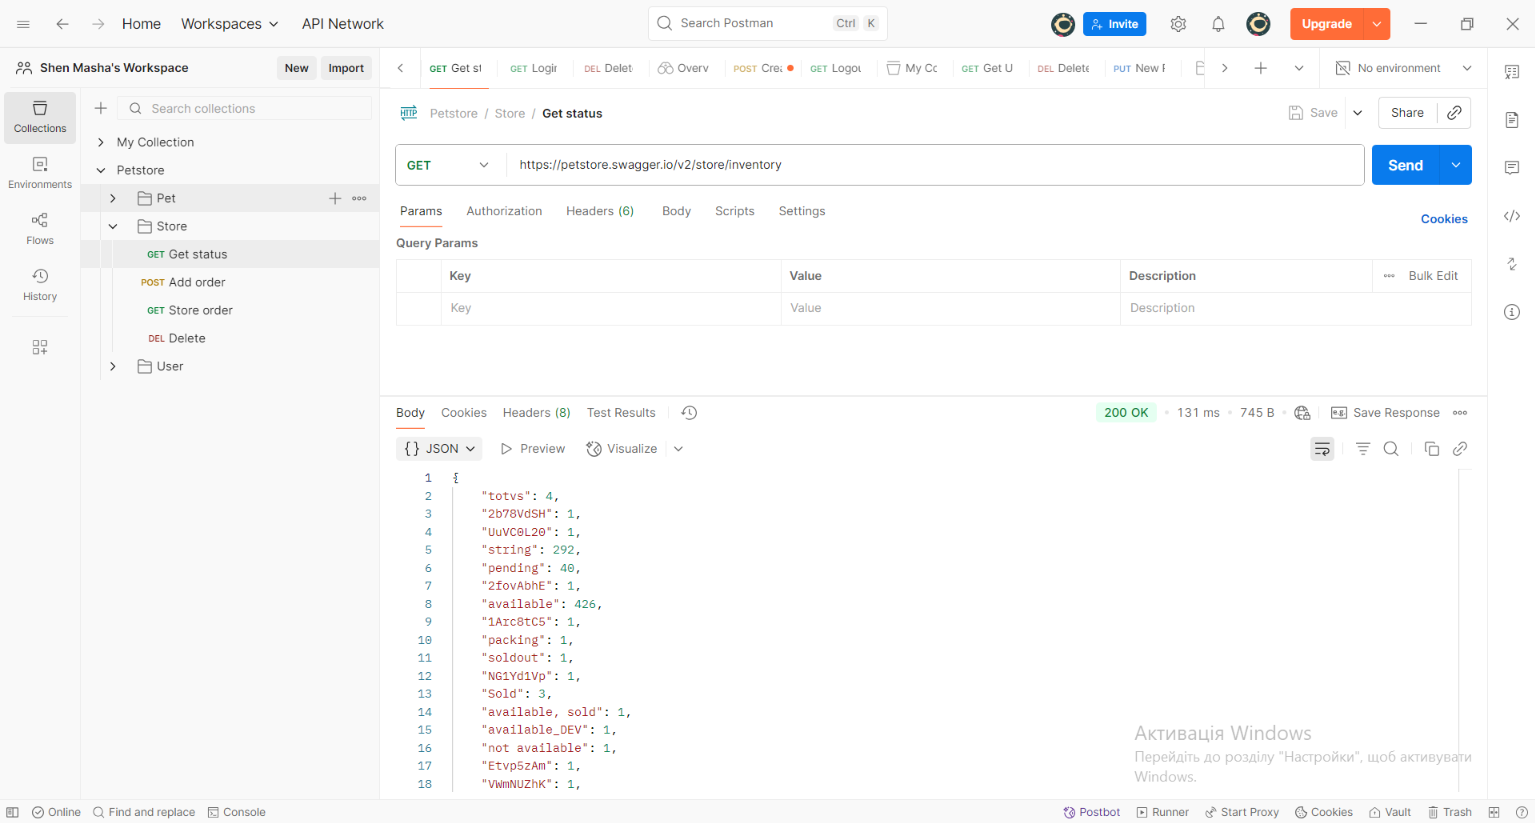 Home Workspaces API Network Search Postman Ctrl K Invite Upgrade
Shen Masha's Workspace New Import
GET Get st GET Login DEL Delet Overv POST Crea GET Logou My Co GET Get U DEL Delete PUT New F No environment
Collections
Environments
Flows
History
Search collections
My Collection
Petstore
Pet
Store
GET Get status
POST Add order
GET Store order
DEL Delete
User
HTTP Petstore / Store / Get status Save Share
GET https://petstore.swagger.io/v2/store/inventory Send
Params Authorization Headers (6) Body Scripts Settings Cookies
Query Params
Key Value Description Bulk Edit
Key Value Description
Body Cookies Headers (8) Test Results 200 OK • 131 ms • 745 B • e.g. Save Response
{} JSON Preview Visualize
1 {
2 "totvs": 4,
3 "2b78VdSH": 1,
4 "UuVC0L20": 1,
5 "string": 292,
6 "pending": 40,
7 "2fovAbhE": 1,
8 "available": 426,
9 "1Arc8tC5": 1,
10 "packing": 1,
11 "soldout": 1,
12 "NG1Yd1Vp": 1,
13 "Sold": 3,
14 "available, sold": 1,
15 "available_DEV": 1,
16 "not available": 1,
17 "Etvp5zAm": 1,
18 "VWmNUZhK": 1,
Активація Windows
Перейдіть до розділу "Настройки", щоб активувати
Windows.
Online Find and replace Console Postbot Runner Start Proxy Cookies Vault Trash